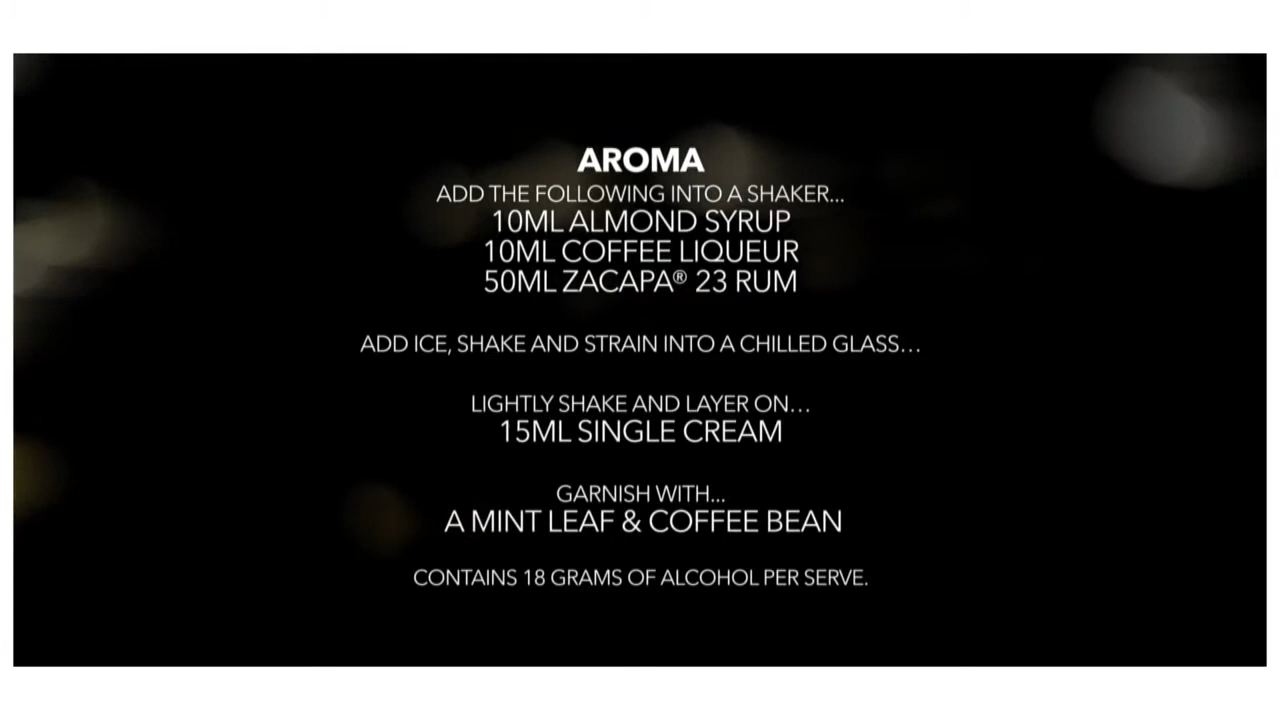 AROMA
ADD THE FOLLOWING INTO A SHAKER...
10ML ALMOND SYRUP
10ML COFFEE LIQUEUR
50ML ZACAPA® 23 RUM
ADD ICE, SHAKE AND STRAIN INTO A CHILLED GLASS...
LIGHTLY SHAKE AND LAYER ON...
15ML SINGLE CREAM
GARNISH WITH...
A MINT LEAF & COFFEE BEAN
CONTAINS 18 GRAMS OF ALCOHOL PER SERVE.